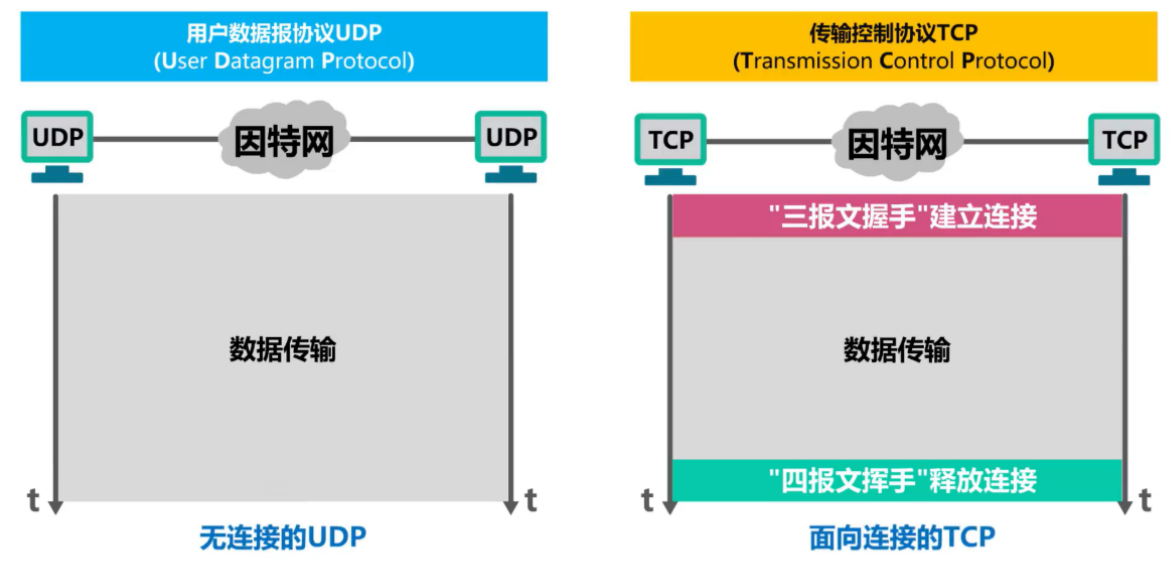 用户数据报协议UDP
(User Datagram Protocol)
UDP
因特网
UDP
数据传输
t
t
无连接的UDP
传输控制协议TCP
(Transmission Control Protocol)
TCP
因特网
TCP
"三报文握手"建立连接
数据传输
"四报文挥手"释放连接
t
t
面向连接的TCP